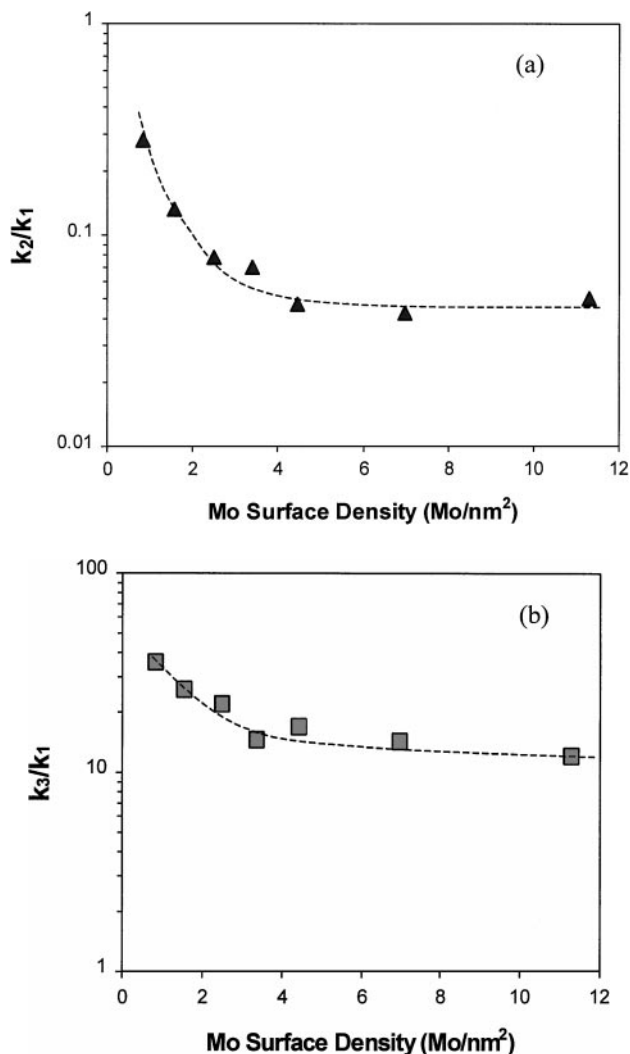 1
(a)
k₂/k₁
0.1
0.01
0 2 4 6 8 10 12
Mo Surface Density (Mo/nm²)
100
(b)
k₃/k₁
10
1
0 2 4 6 8 10 12
Mo Surface Density (Mo/nm²)